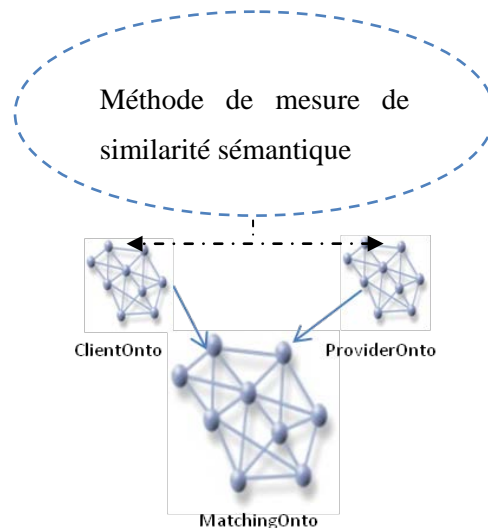 Méthode de mesure de
similarité sémantique
ClientOnto
ProviderOnto
MatchingOnto